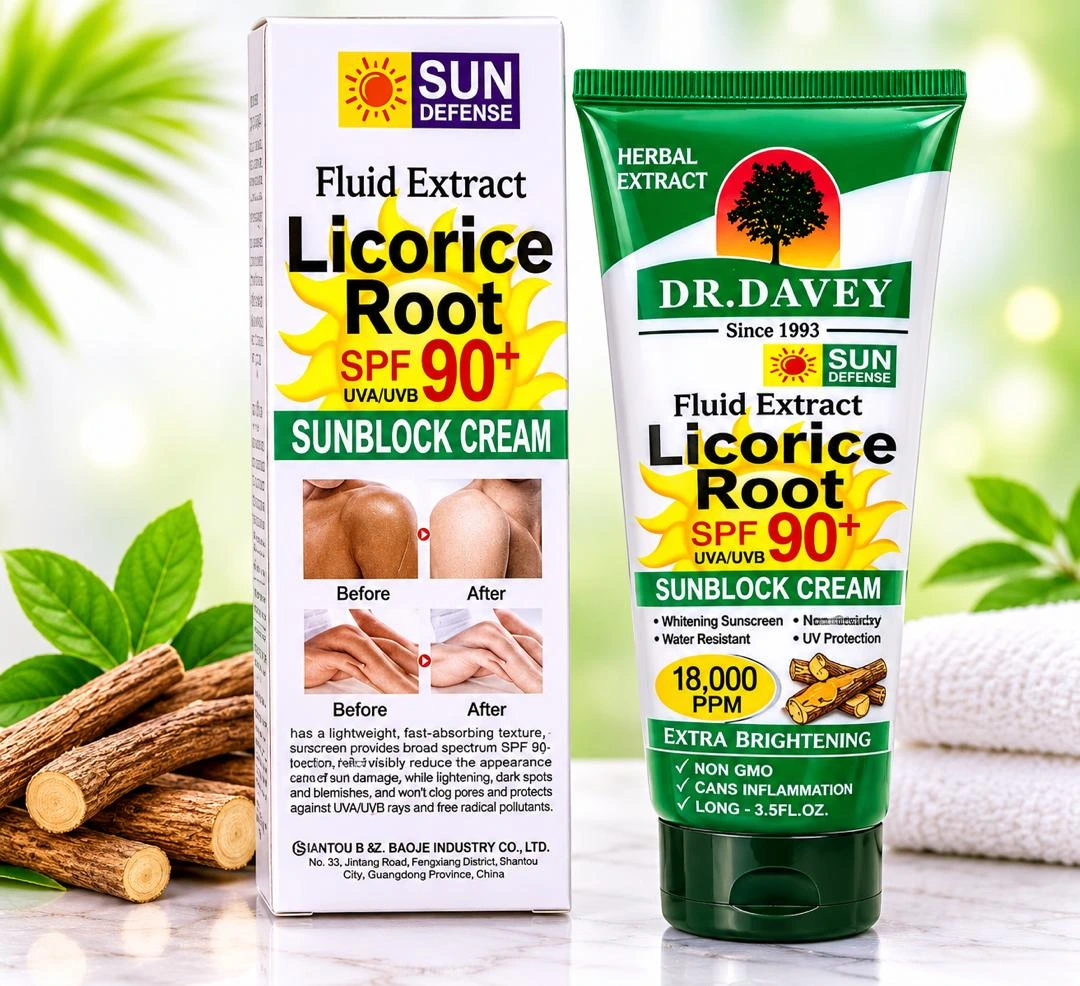 SUN
DEFENSE
Fluid Extract
Licorice
Root
SPF 90+
UVA/UVB
SUNBLOCK CREAM
Before
After
Before
After
has a lightweight, fast-absorbing texture,
sunscreen provides broad spectrum SPF 90-
visibly reduce the appearance
sun damage, while lightening, dark spots
and blemishes, and won't clog pores and protects
against UVA/UVB rays and free radical pollutants.
SIANTOU B &Z. BAOJE INDUSTRY CO., LTD.
No. 33, Jintang Road, Fengxiang District, Shantou
City, Guangdong Province, China
HERBAL
EXTRACT
DR.DAVEY
Since 1993
SUN
DEFENSE
Fluid Extract
Licorice
Root
SPF 90+
UVA/UVB
SUNBLOCK CREAM
• Whitening Sunscreen
• Water Resistant
• UV Protection
18,000
PPM
EXTRA BRIGHTENING
✓ NON GMO
✓ CANS INFLAMMATION
✓ LONG - 3.5FL.OZ.